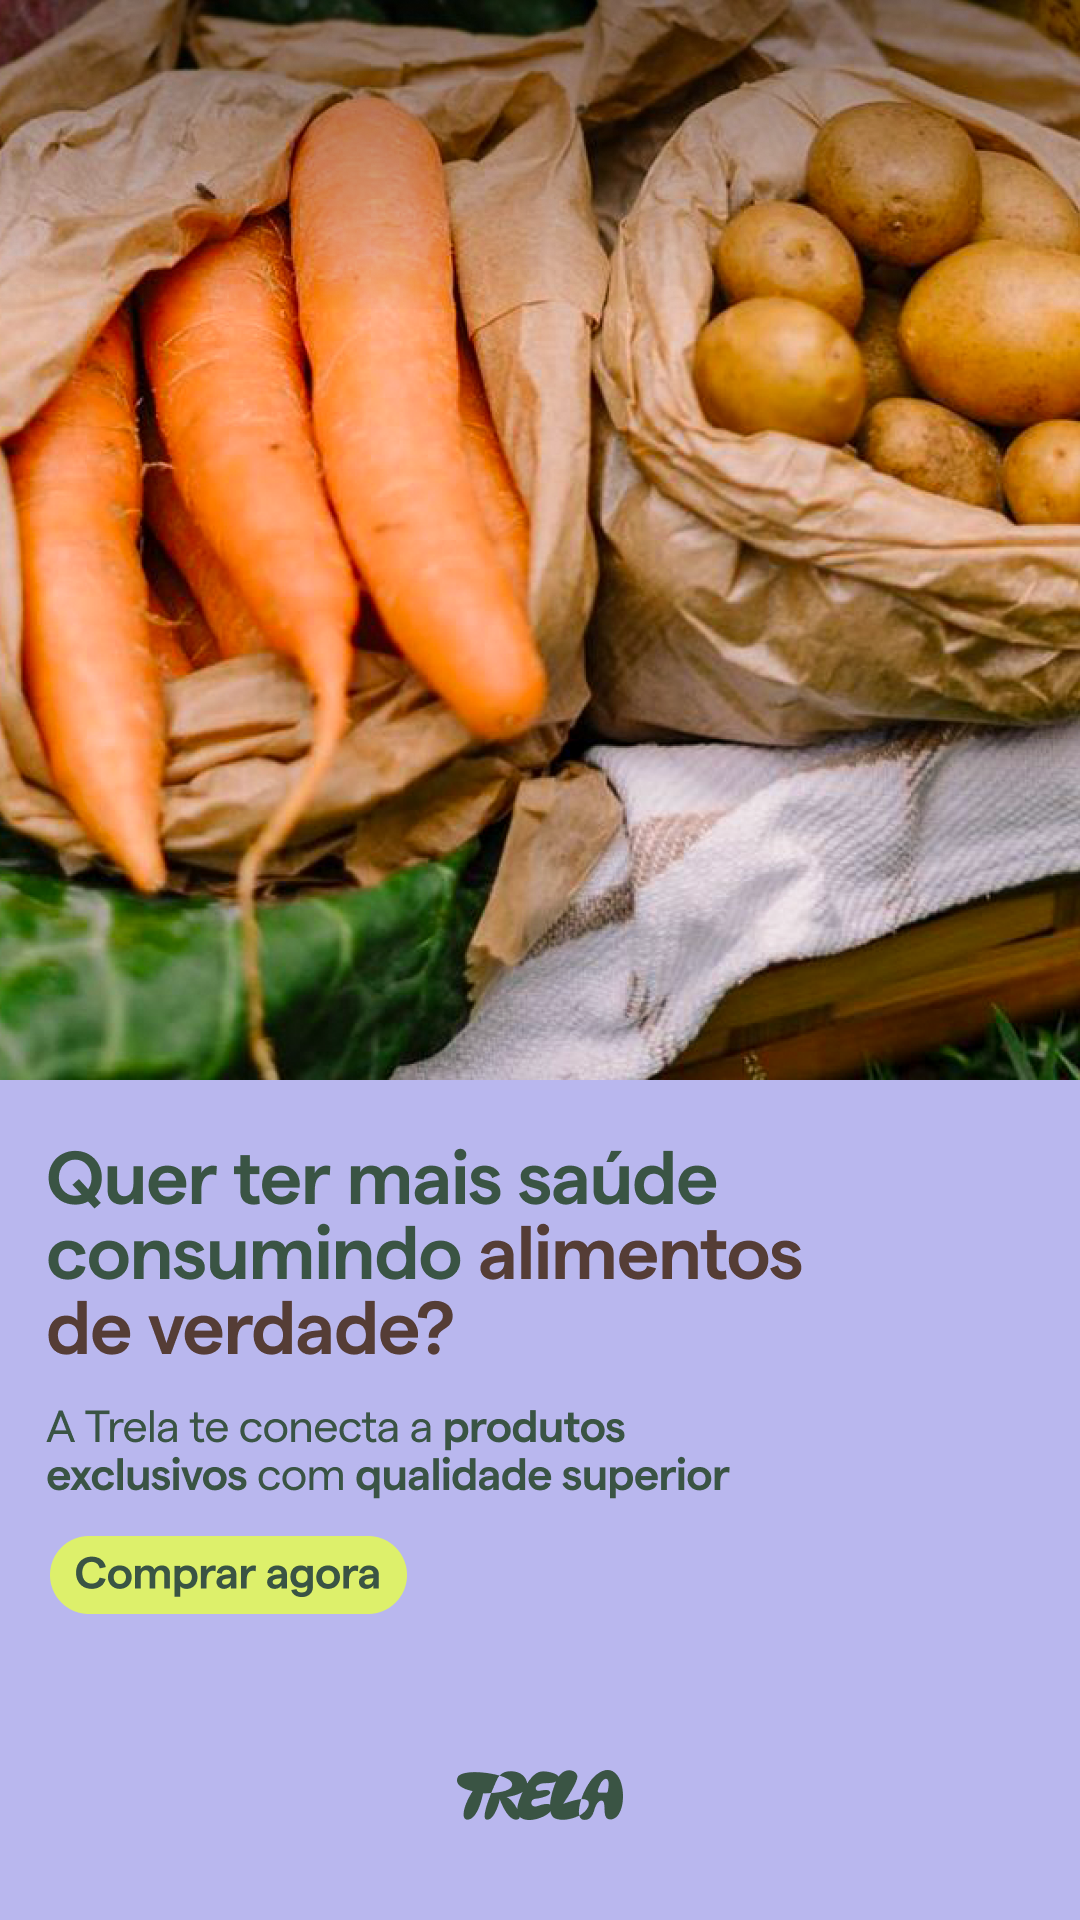 Quer ter mais saúde
consumindo alimentos
de verdade?
A Trela te conecta a produtos
exclusivos com qualidade superior
Comprar agora
TRELA